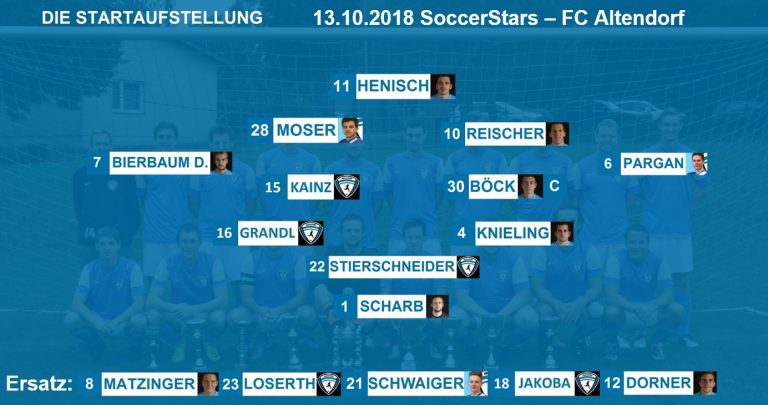 DIE STARTAUFSTELLUNG 13.10.2018 SoccerStars – FC Altendorf
11 HENISCH
28 MOSER 10 REISCHER
7 BIERBAUM D. 6 PARGAN
15 KAINZ 30 BÖCK C
16 GRANDL 4 KNIELING
22 STIERSCHNEIDER
1 SCHARB
Ersatz: 8 MATZINGER 23 LOSERTH 21 SCHWAIGER 18 JAKOBA 12 DORNER